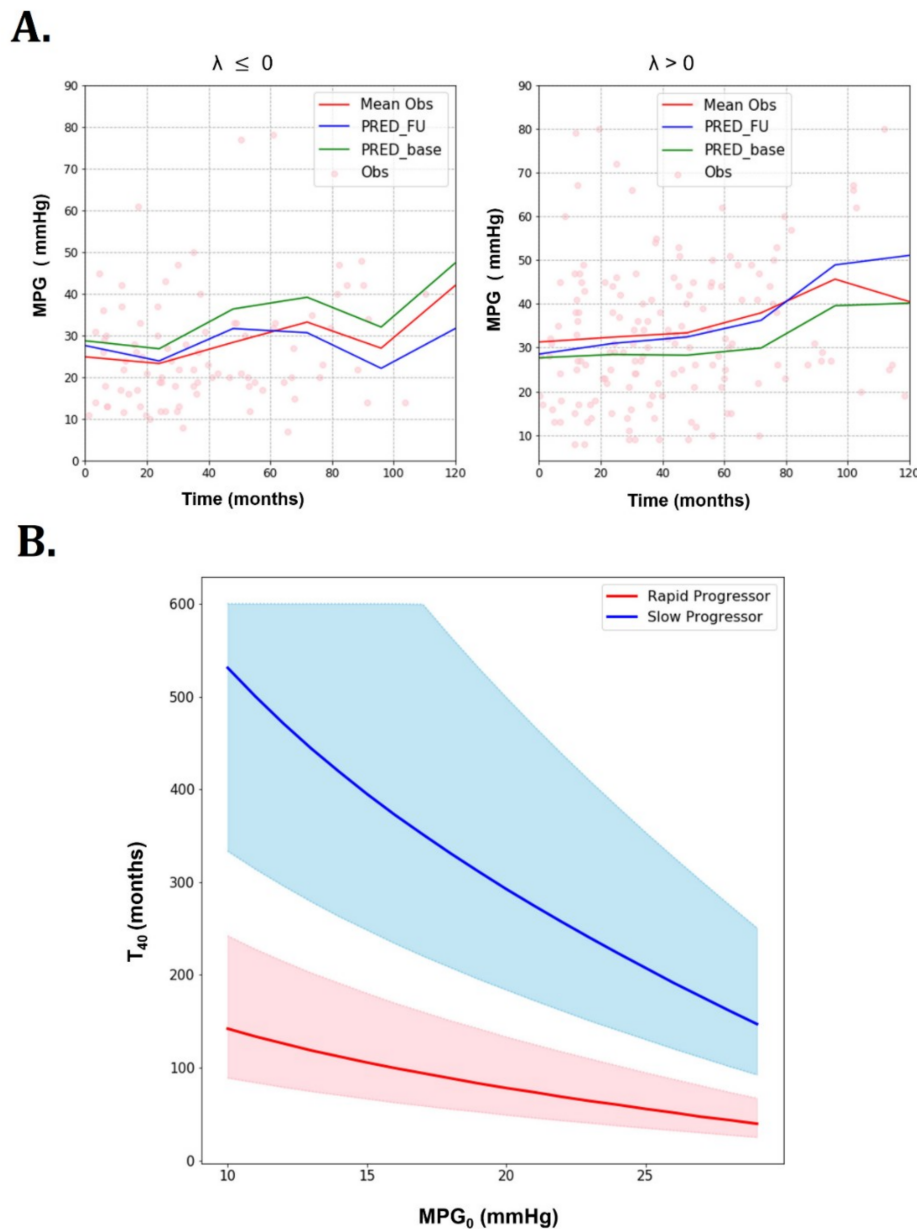 A.
λ ≤ 0
λ > 0
90
80
70
60
50
40
30
20
10
0
MPG ( mmHg)
Mean Obs
PRED_FU
PRED_base
Obs
0 20 40 60 80 100 120
Time (months)
90
80
70
60
50
40
30
20
10
MPG ( mmHg)
Mean Obs
PRED_FU
PRED_base
Obs
0 20 40 60 80 100 120
Time (months)
B.
600
500
400
300
200
100
0
T₄₀ (months)
Rapid Progressor
Slow Progressor
10 15 20 25
MPG₀ (mmHg)